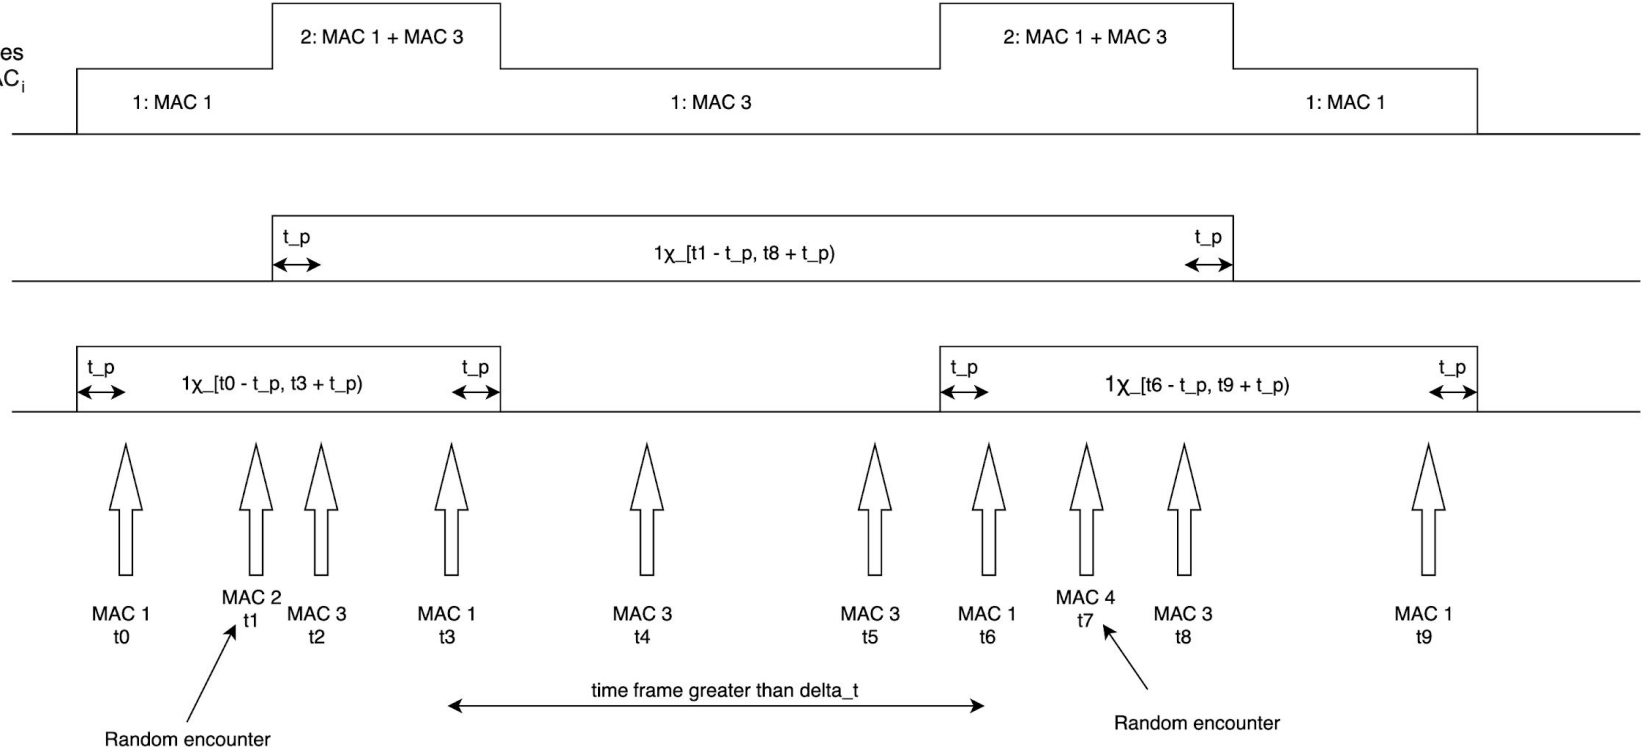 2: MAC 1 + MAC 3
2: MAC 1 + MAC 3
es
AC_i
1: MAC 1
1: MAC 3
1: MAC 1
t_p
1χ_[t1 - t_p, t8 + t_p)
t_p
t_p
1χ_[t0 - t_p, t3 + t_p)
t_p
t_p
1χ_[t6 - t_p, t9 + t_p)
t_p
MAC 1
t0
MAC 2
t1
MAC 3
t2
MAC 1
t3
MAC 3
t4
MAC 3
t5
MAC 1
t6
MAC 4
t7
MAC 3
t8
MAC 1
t9
time frame greater than delta_t
Random encounter
Random encounter